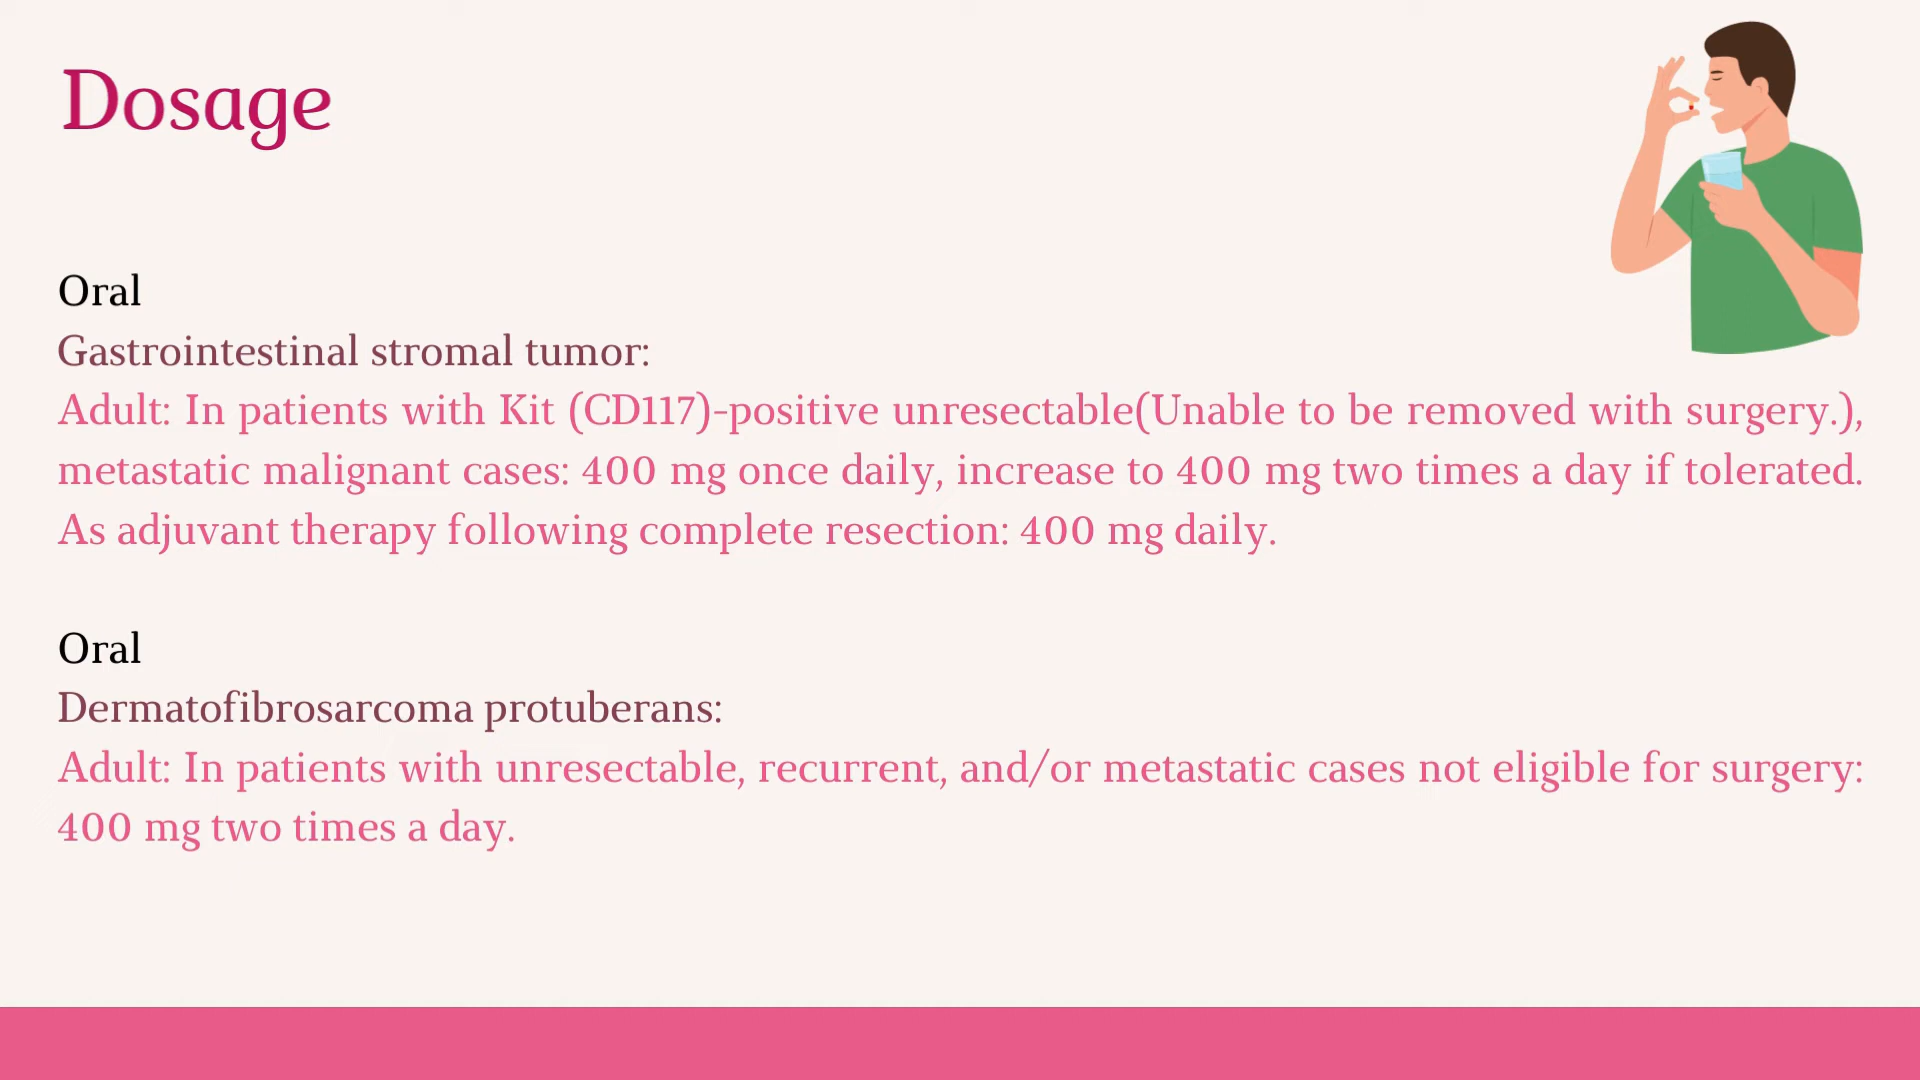 Dosage
Oral
Gastrointestinal stromal tumor:
Adult: In patients with Kit (CD117)-positive unresectable(Unable to be removed with surgery.),
metastatic malignant cases: 400 mg once daily, increase to 400 mg two times a day if tolerated.
As adjuvant therapy following complete resection: 400 mg daily.
Oral
Dermatofibrosarcoma protuberans:
Adult: In patients with unresectable, recurrent, and/or metastatic cases not eligible for surgery:
400 mg two times a day.